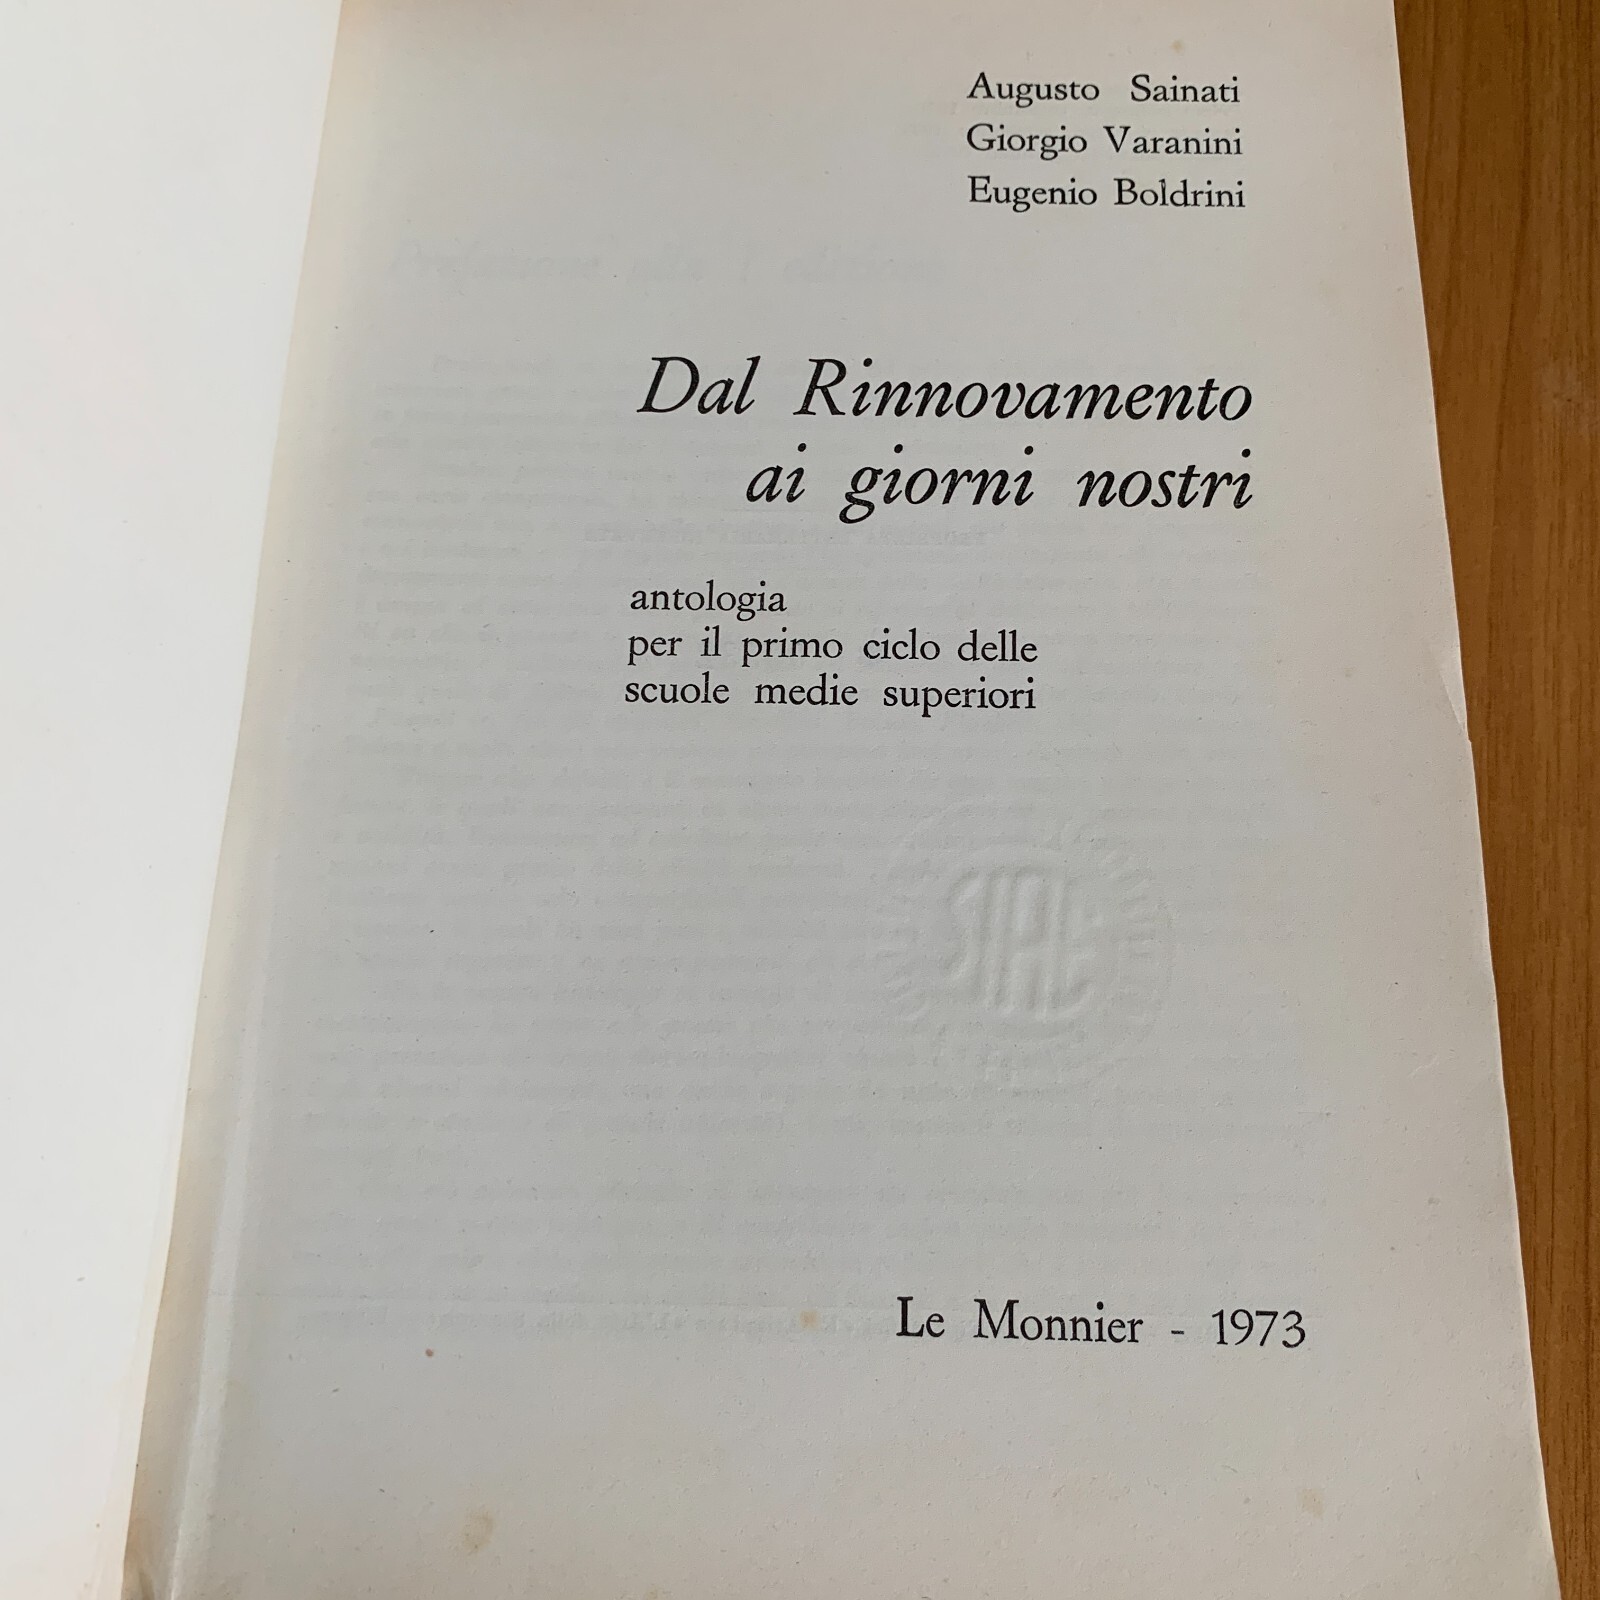 Augusto Sainati
Giorgio Varanini
Eugenio Boldrini
Dal Rinnovamento
ai giorni nostri
antologia
per il primo ciclo delle
scuole medie superiori
SIAE
Le Monnier - 1973